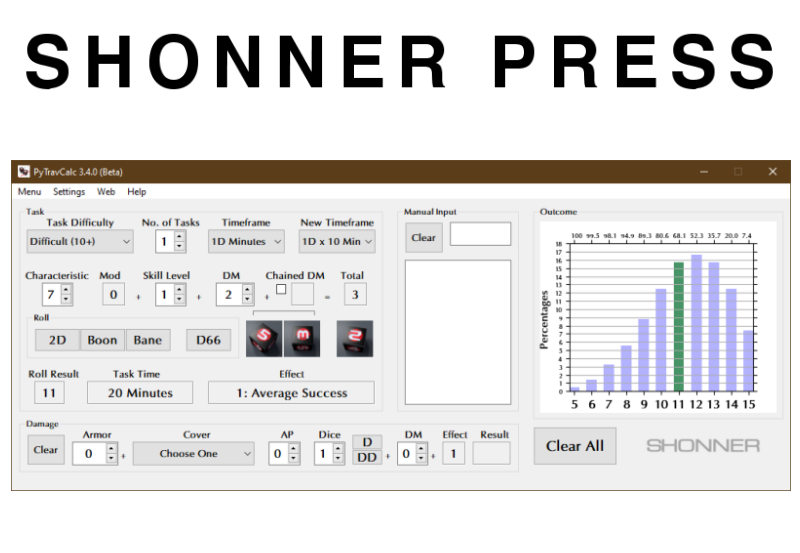 SHONNER PRESS
PyTravCalc 3.4.0 (Beta)
Menu Settings Web Help
Task
Task Difficulty No. of Tasks Timeframe New Timeframe
Difficult (10+) 1 1D Minutes 1D x 10 Min
Characteristic Mod Skill Level DM Chained DM Total
7 0 + 1 + 2 + = 3
Roll
2D Boon Bane D66
Roll Result Task Time Effect
11 20 Minutes 1: Average Success
Manual Input
Clear
Outcome
100 99.5 98.1 94.9 89.3 80.6 68.1 52.3 35.7 20.0 7.4
18
17
16
15
14
13
12
11
10
9
8
7
6
5
4
3
2
1
0
Percentages
5 6 7 8 9 10 11 12 13 14 15
Damage
Armor Cover AP Dice DM Effect Result
Clear 0 + Choose One 0 1 D + 0 + 1
DD
Clear All
SHONNER